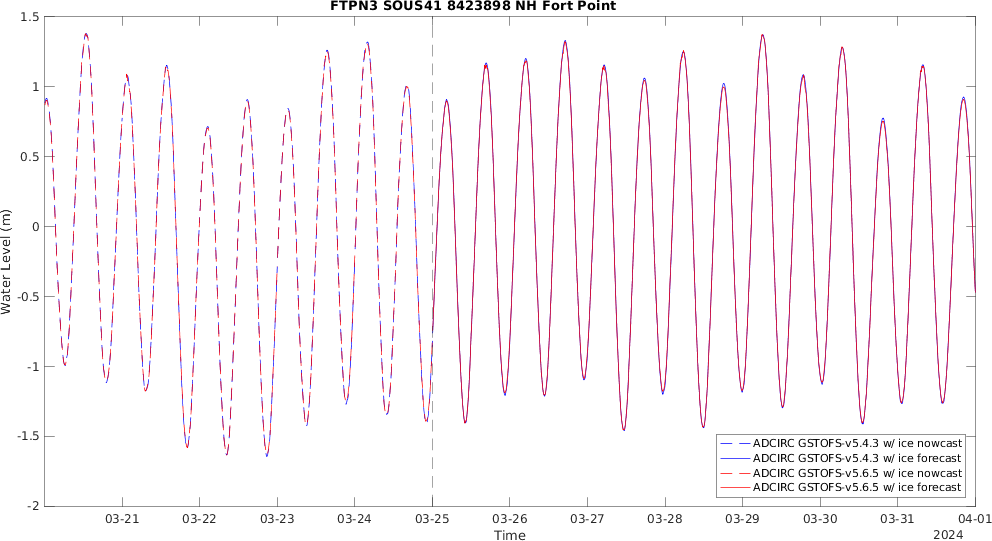 FTPN3 SOUS41 8423898 NH Fort Point
1.5
1
0.5
0
-0.5
-1
-1.5
-2
Water Level (m)
ADCIRC GSTOFS-v5.4.3 w/ ice nowcast
ADCIRC GSTOFS-v5.4.3 w/ ice forecast
ADCIRC GSTOFS-v5.6.5 w/ ice nowcast
ADCIRC GSTOFS-v5.6.5 w/ ice forecast
03-21 03-22 03-23 03-24 03-25 03-26 03-27 03-28 03-29 03-30 03-31 04-01
Time
2024